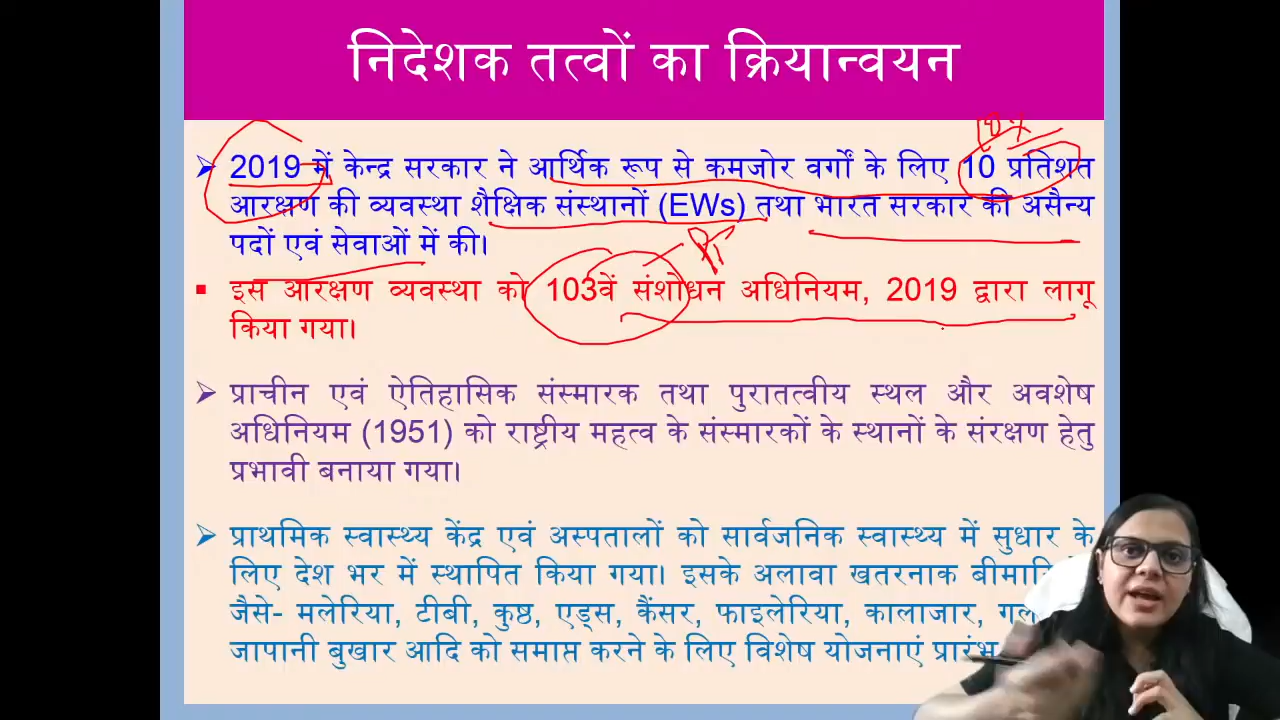 निदेशक तत्वों का क्रियान्वयन
➢ 2019 में केन्द्र सरकार ने आर्थिक रूप से कमजोर वर्गों के लिए 10 प्रतिशत
आरक्षण की व्यवस्था शैक्षिक संस्थानों (EWs) तथा भारत सरकार की असैन्य
पदों एवं सेवाओं में की।
▪ इस आरक्षण व्यवस्था को 103वें संशोधन अधिनियम, 2019 द्वारा लागू
किया गया।
➢ प्राचीन एवं ऐतिहासिक संस्मारक तथा पुरातत्वीय स्थल और अवशेष
अधिनियम (1951) को राष्ट्रीय महत्व के संस्मारकों के स्थानों के संरक्षण हेतु
प्रभावी बनाया गया।
➢ प्राथमिक स्वास्थ्य केंद्र एवं अस्पतालों को सार्वजनिक स्वास्थ्य में सुधार के
लिए देश भर में स्थापित किया गया। इसके अलावा खतरनाक
जैसे- मलेरिया, टीबी, कुष्ठ, एड्स, कैंसर, फाइलेरिया, कालाजार,
जापानी बुखार आदि को समाप्त करने के लिए विशेष योजनाएं